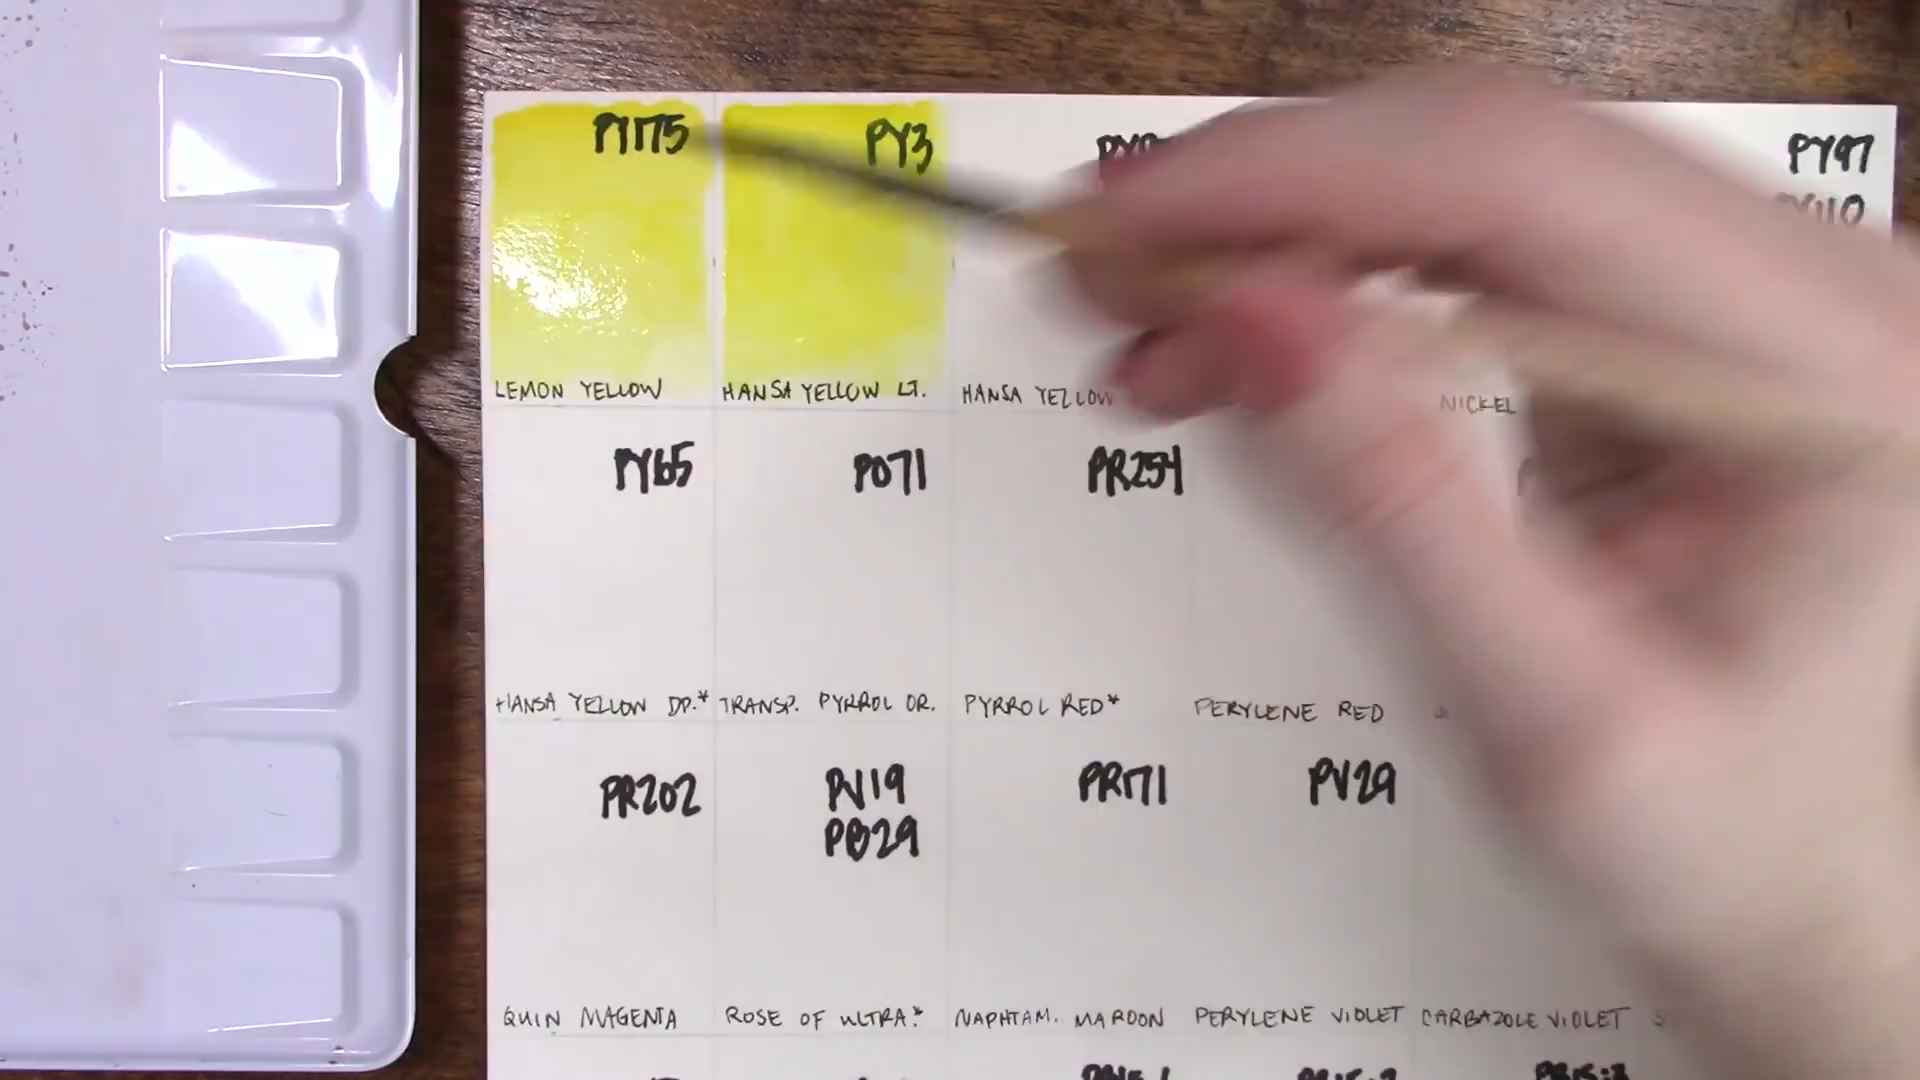 PY175
PY3
PY97
LEMON YELLOW
HANSA YELLOW LT.
HANSA YELLOW
NICKEL
PY65
PO71
PR254
HANSA YELLOW DP.*
TRANSP. PYRROL OR.
PYRROL RED*
PERYLENE RED
PR202
PV19
PB29
PR171
PV29
QUIN MAGENTA
ROSE OF ULTRA.*
NAPHTAM. MAROON
PERYLENE VIOLET
CARBAZOLE VIOLET